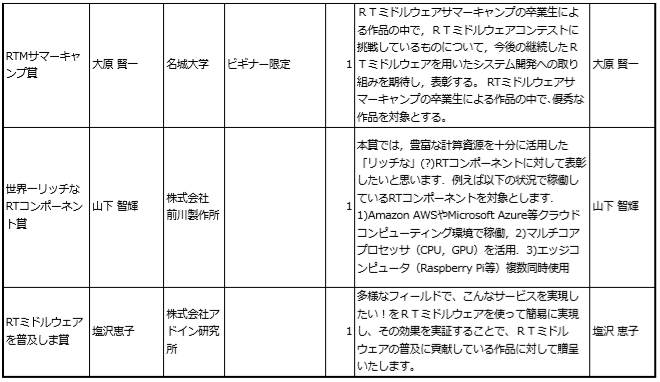 RTMサマーキャ
ンプ賞
大原 賢一
名城大学
ビギナー限定
1
ＲＴミドルウェアサマーキャンプの卒業生によ
る作品の中で，ＲＴミドルウェアコンテストに
挑戦しているものについて，今後の継続したＲ
Ｔミドルウェアを用いたシステム開発への取り
組みを期待し，表彰する。 RTミドルウェアサ
マーキャンプの卒業生による作品の中で、優秀な
作品を対象とする。
大原 賢一
世界一リッチな
RTコンポーネン
ト賞
山下 智輝
株式会社
前川製作所
1
本賞では，豊富な計算資源を十分に活用した
「リッチな」(?)RTコンポーネントに対して表彰
したいと思います．例えば以下の状況で稼働し
ているRTコンポーネントを対象とします．
1)Amazon AWSやMicrosoft Azure等クラウド
コンピューティング環境で稼働，2)マルチコア
プロセッサ（CPU，GPU）を活用．3)エッジコ
ンピュータ（Raspberry Pi等）複数同時使用
山下 智輝
RTミドルウェア
を普及しま賞
塩沢恵子
株式会社ア
ドイン研究
所
1
多様なフィールドで、こんなサービスを実現し
たい！をＲＴミドルウェアを使って簡易に実現
し、その効果を実証することで、ＲＴミドル
ウェアの普及に貢献している作品に対して贈呈
いたします。
塩沢 恵子